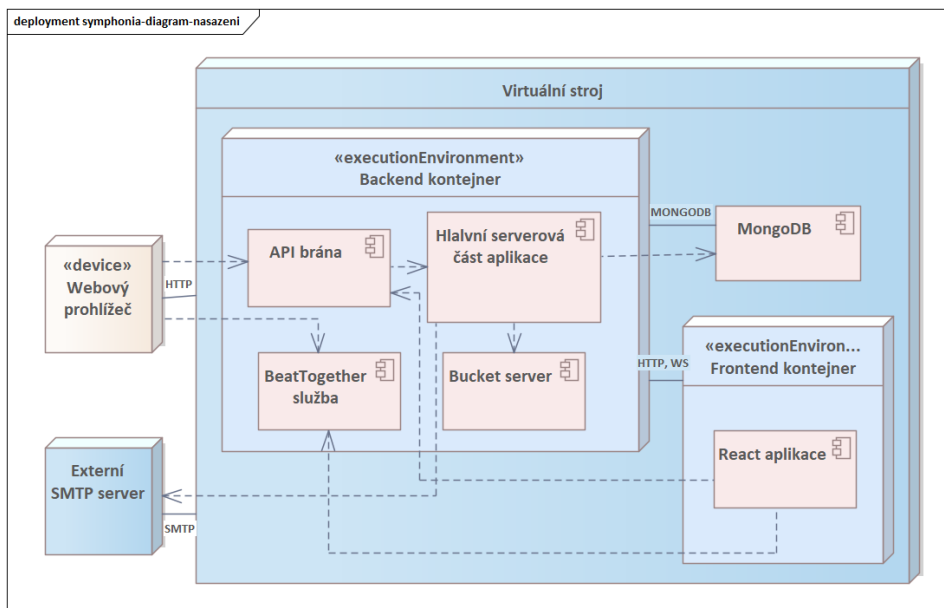 deployment symphonia-diagram-nasazeni
Virtuální stroj
«executionEnvironment»
Backend kontejner
MONGODB
MongoDB
API brána
Hlalvní serverová
část aplikace
«device»
Webový
prohlížeč
HTTP
«executionEnviron...
Frontend kontejner
HTTP, WS
BeatTogether
služba
Bucket server
React aplikace
Externí
SMTP server
SMTP